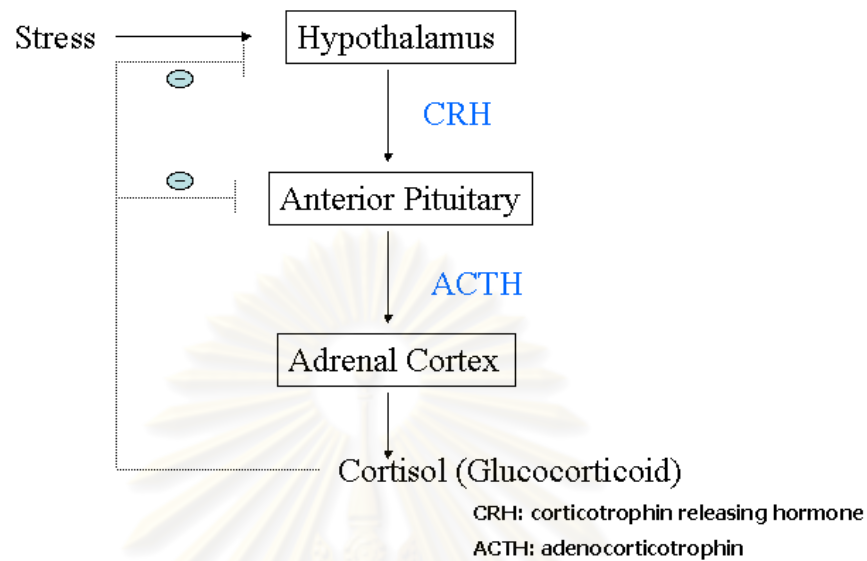 Stress
Hypothalamus
−
CRH
−
Anterior Pituitary
ACTH
Adrenal Cortex
Cortisol (Glucocorticoid)
CRH: corticotrophin releasing hormone
ACTH: adenocorticotrophin